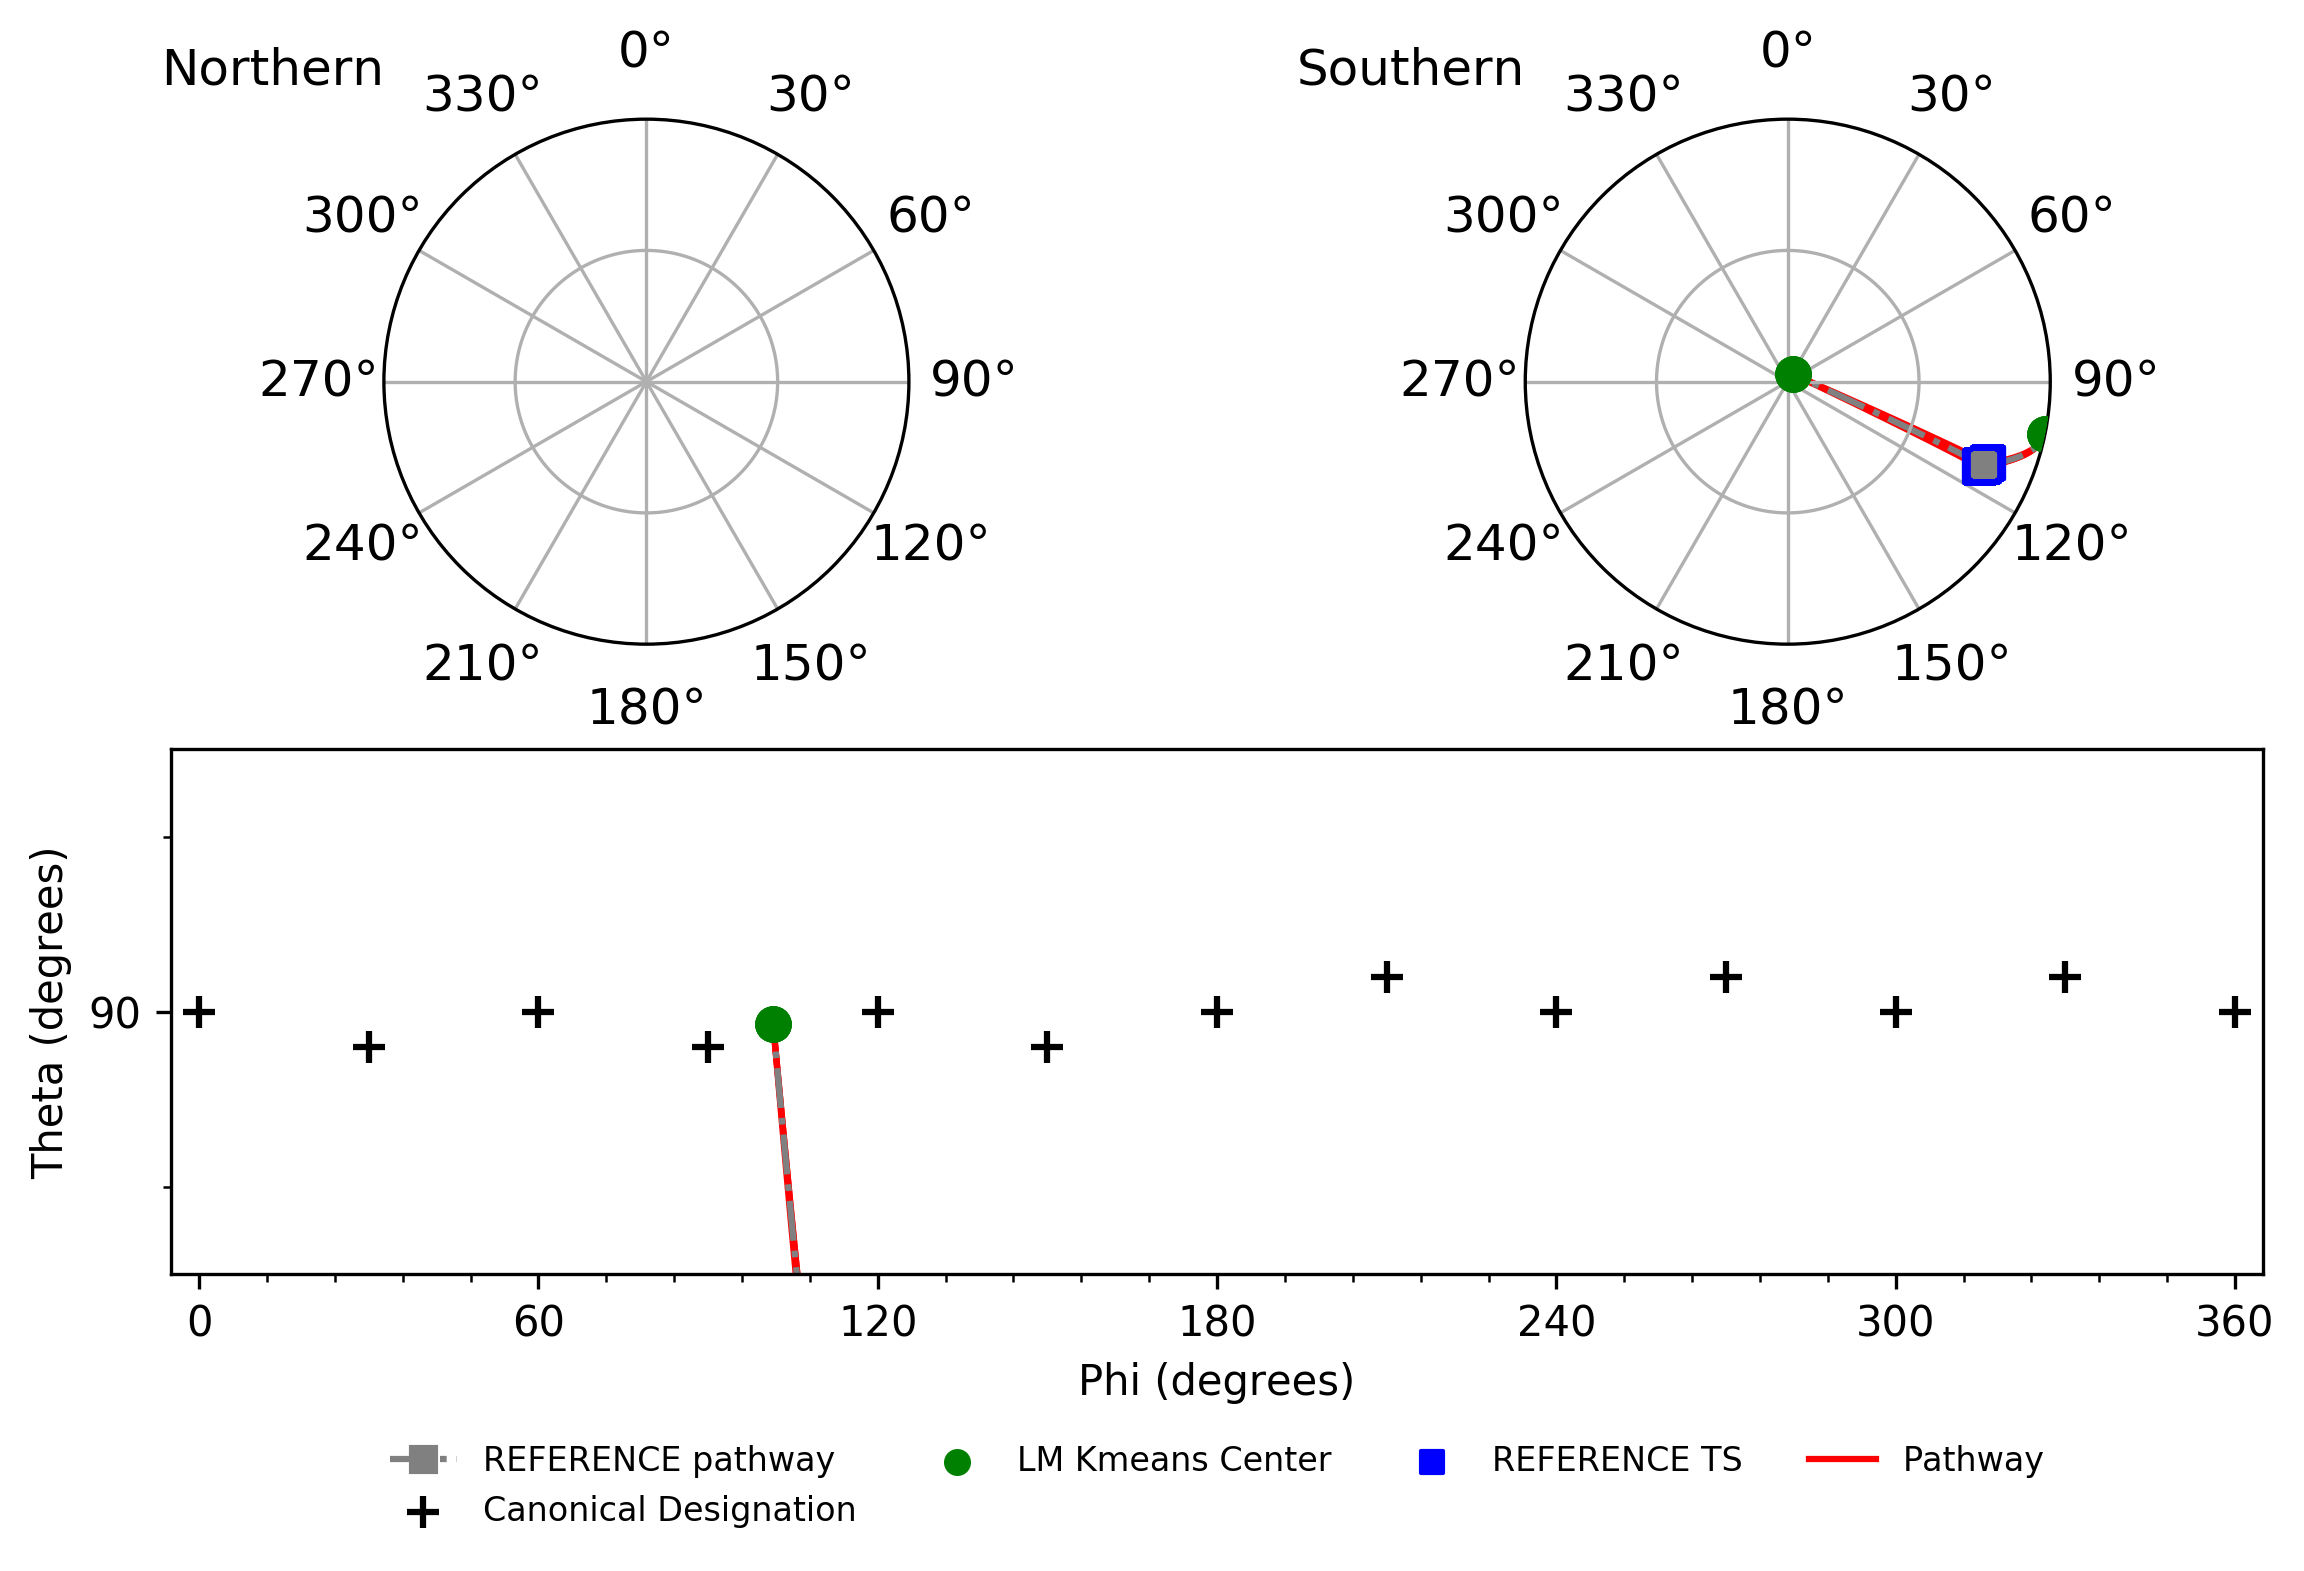 Northern
0°
330°
30°
300°
60°
270°
90°
240°
120°
210°
150°
180°
Southern
0°
330°
30°
300°
60°
270°
90°
240°
120°
210°
150°
180°
Theta (degrees)
90
0 60 120 180 240 300 360
Phi (degrees)
REFERENCE pathway
LM Kmeans Center
REFERENCE TS
Pathway
Canonical Designation